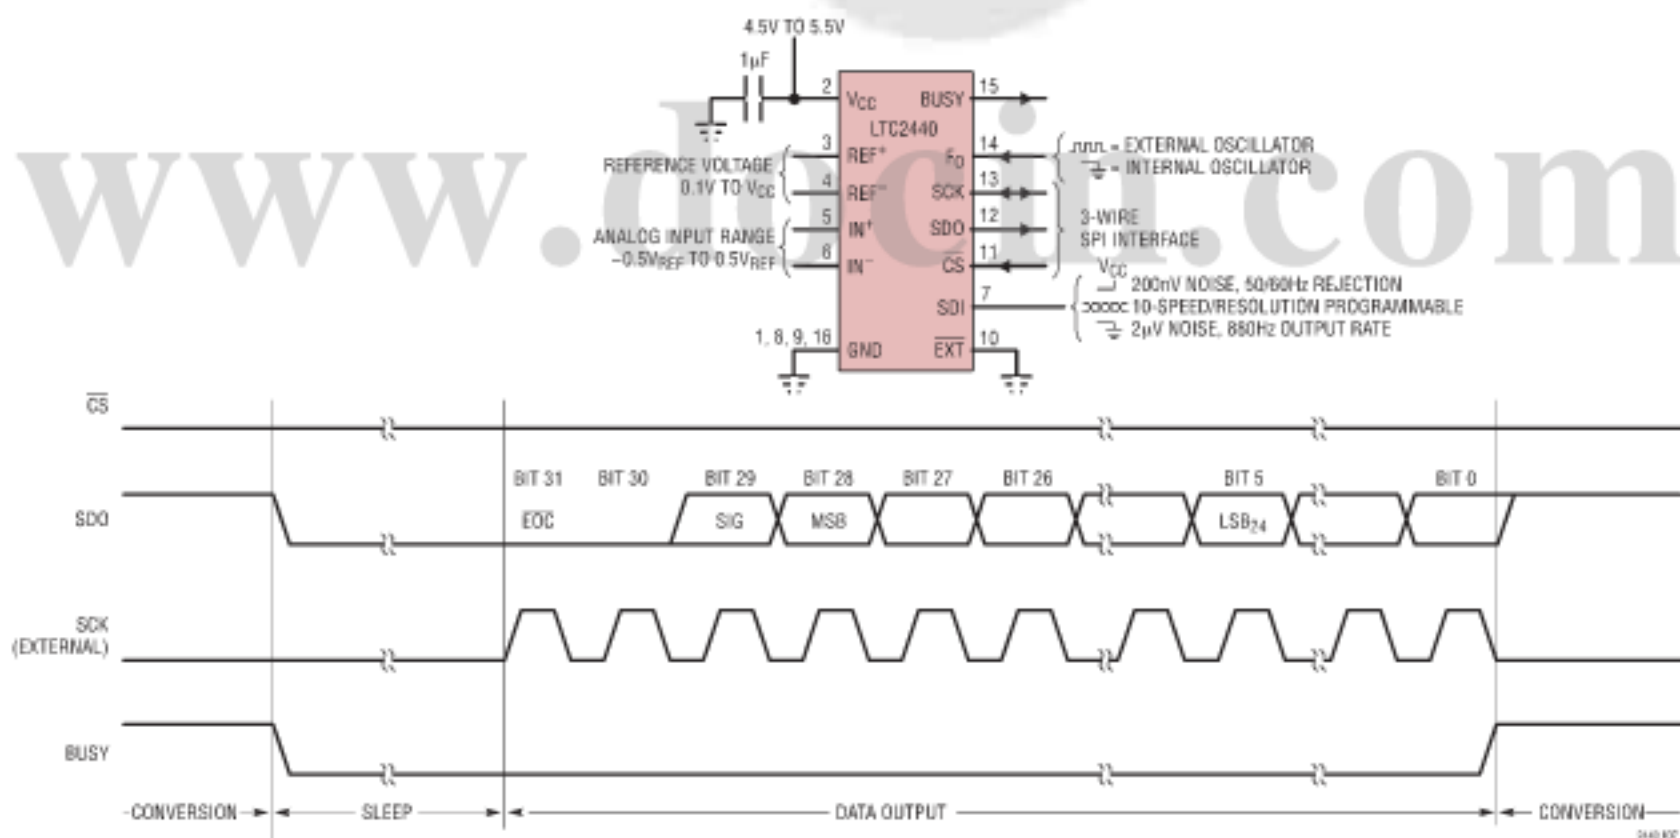 www.docin.com
4.5V TO 5.5V
1µF
2
VCC
BUSY
15
LTC2440
3
REF+
fO
14
= EXTERNAL OSCILLATOR
= INTERNAL OSCILLATOR
REFERENCE VOLTAGE
0.1V TO VCC
4
REF−
SCK
13
5
IN+
SDO
12
3-WIRE
SPI INTERFACE
ANALOG INPUT RANGE
−0.5VREF TO 0.5VREF
6
IN−
CS
11
VCC
200nV NOISE, 50/60Hz REJECTION
SDI
7
10-SPEED/RESOLUTION PROGRAMMABLE
2µV NOISE, 880Hz OUTPUT RATE
1, 8, 9, 16
GND
EXT
10
CS
BIT 31
BIT 30
BIT 29
BIT 28
BIT 27
BIT 26
BIT 5
BIT 0
SDO
EOC
SIG
MSB
LSB24
SCK
(EXTERNAL)
BUSY
CONVERSION
SLEEP
DATA OUTPUT
CONVERSION